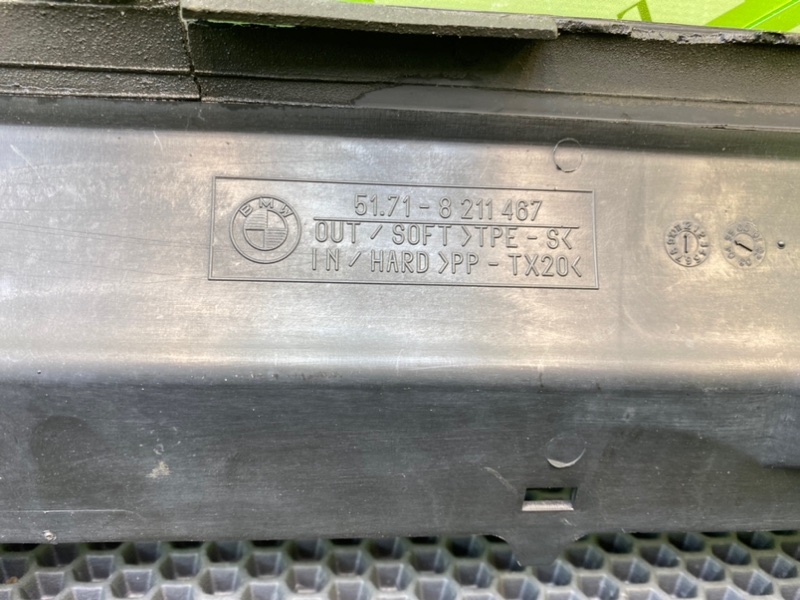 BMW
51.71 - 8 211 467
OUT / SOFT >TPE - S<
IN / HARD >PP - TX20<